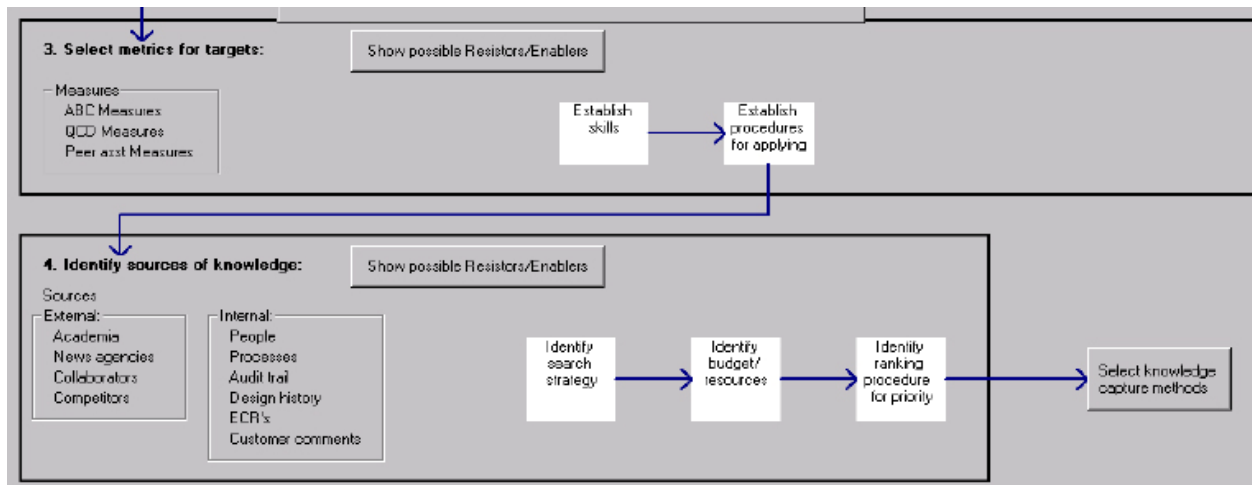 3. Select metrics for targets:
Show possible Resistors/Enablers
Measures
ABC Measures
QCD Measures
Peer asst Measures
Establish
skills
Establish
procedures
for applying
4. Identify sources of knowledge:
Show possible Resistors/Enablers
Sources
External:
Academia
News agencies
Collaborators
Competitors
Internal:
People
Processes
Audit trail
Design history
ECR's
Customer comments
Identify
search
strategy
Identify
budget/
resources
Identify
ranking
procedure
for priority
Select knowledge
capture methods